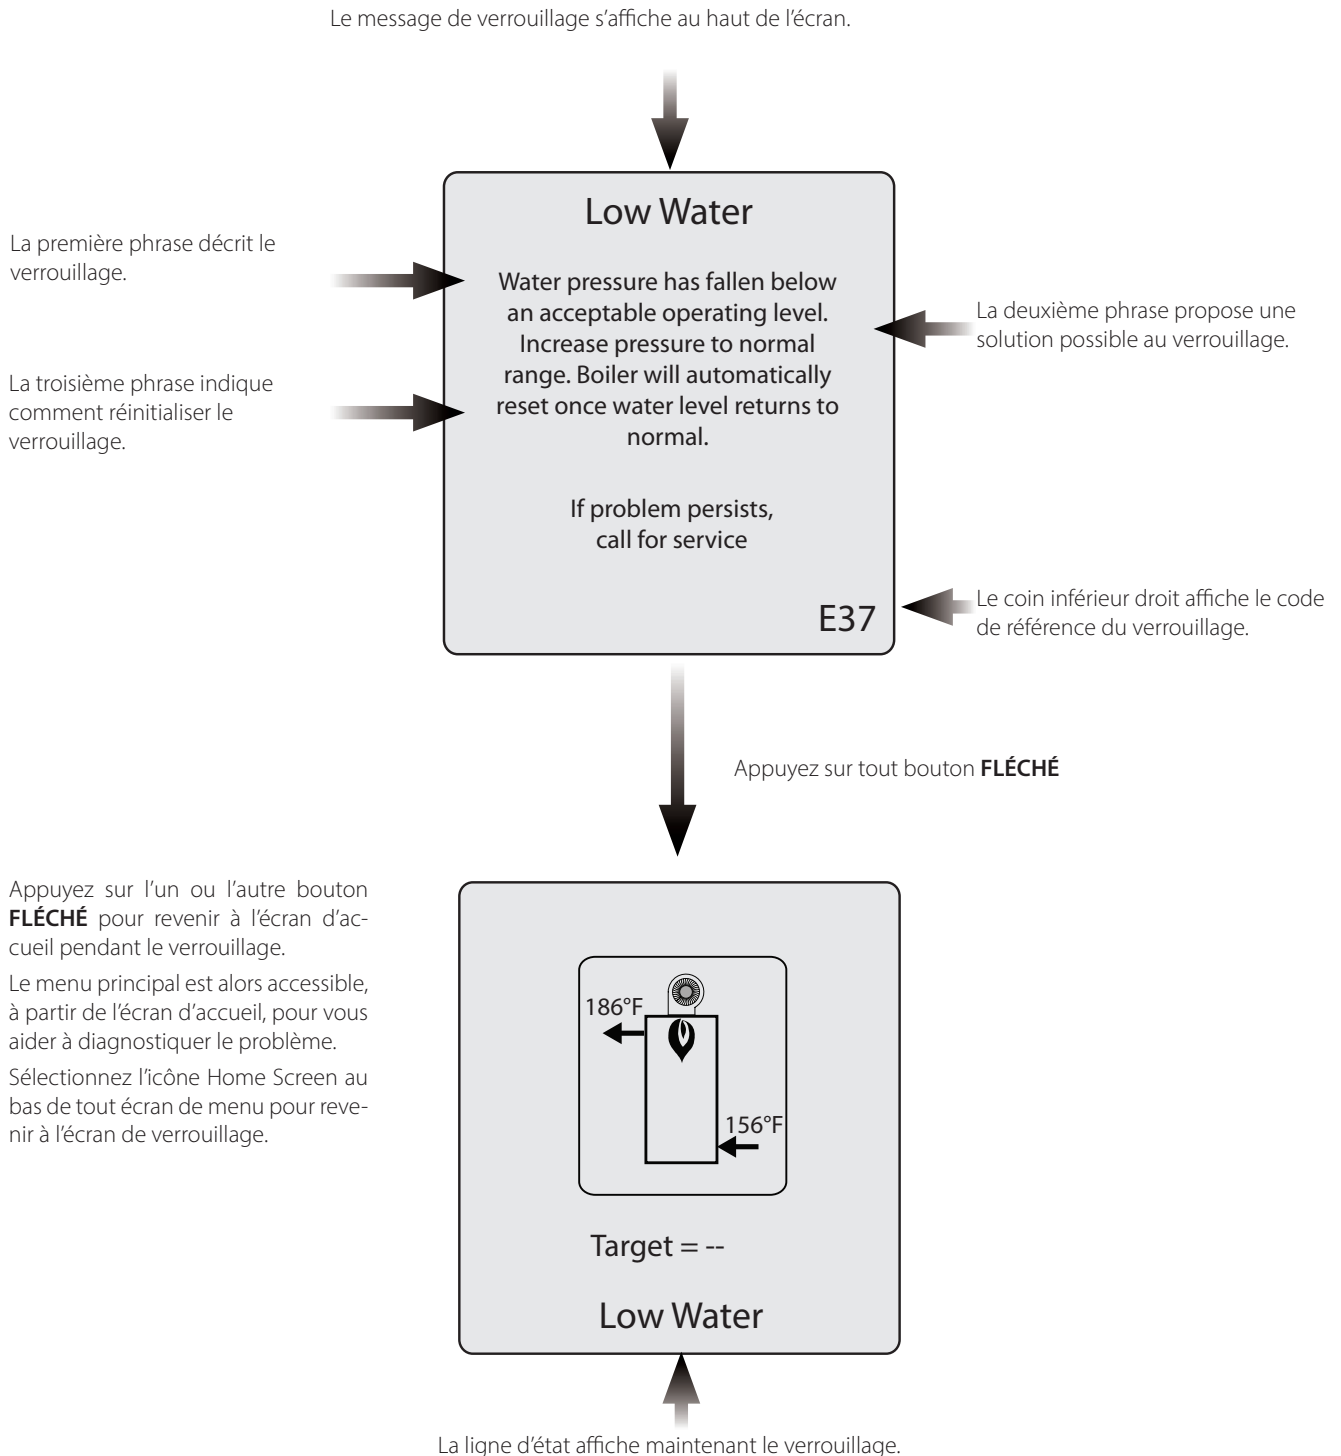 Le message de verrouillage s'affiche au haut de l'écran.
La première phrase décrit le
verrouillage.
La troisième phrase indique
comment réinitialiser le
verrouillage.
Low Water
Water pressure has fallen below
an acceptable operating level.
Increase pressure to normal
range. Boiler will automatically
reset once water level returns to
normal.
If problem persists,
call for service
E37
La deuxième phrase propose une
solution possible au verrouillage.
Le coin inférieur droit affiche le code
de référence du verrouillage.
Appuyez sur tout bouton FLÉCHÉ
Appuyez sur l'un ou l'autre bouton
FLÉCHÉ pour revenir à l'écran d'ac-
cueil pendant le verrouillage.
Le menu principal est alors accessible,
à partir de l'écran d'accueil, pour vous
aider à diagnostiquer le problème.
Sélectionnez l'icône Home Screen au
bas de tout écran de menu pour reve-
nir à l'écran de verrouillage.
186°F
156°F
Target = --
Low Water
La ligne d'état affiche maintenant le verrouillage.